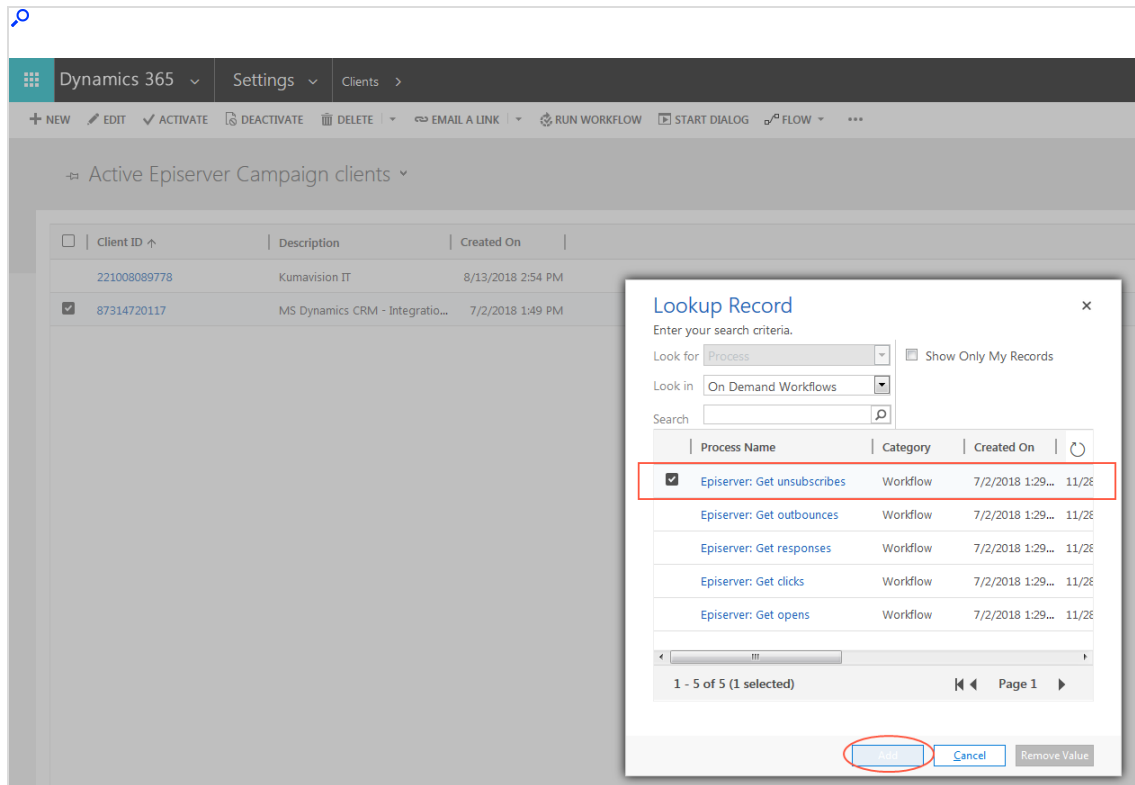 Dynamics 365 Settings Clients
NEW EDIT ACTIVATE DEACTIVATE DELETE EMAIL A LINK RUN WORKFLOW START DIALOG FLOW •••
Active Episerver Campaign clients
Client ID Description Created On
221008089778 Kumavision IT 8/13/2018 2:54 PM
87314720117 MS Dynamics CRM - Integratio... 7/2/2018 1:49 PM
Lookup Record
Enter your search criteria.
Look for Process Show Only My Records
Look in On Demand Workflows
Search
Process Name Category Created On
Episerver: Get unsubscribes Workflow 7/2/2018 1:29... 11/28
Episerver: Get outbounces Workflow 7/2/2018 1:29... 11/28
Episerver: Get responses Workflow 7/2/2018 1:29... 11/28
Episerver: Get clicks Workflow 7/2/2018 1:29... 11/28
Episerver: Get opens Workflow 7/2/2018 1:29... 11/28
1 - 5 of 5 (1 selected) Page 1
Add Cancel Remove Value